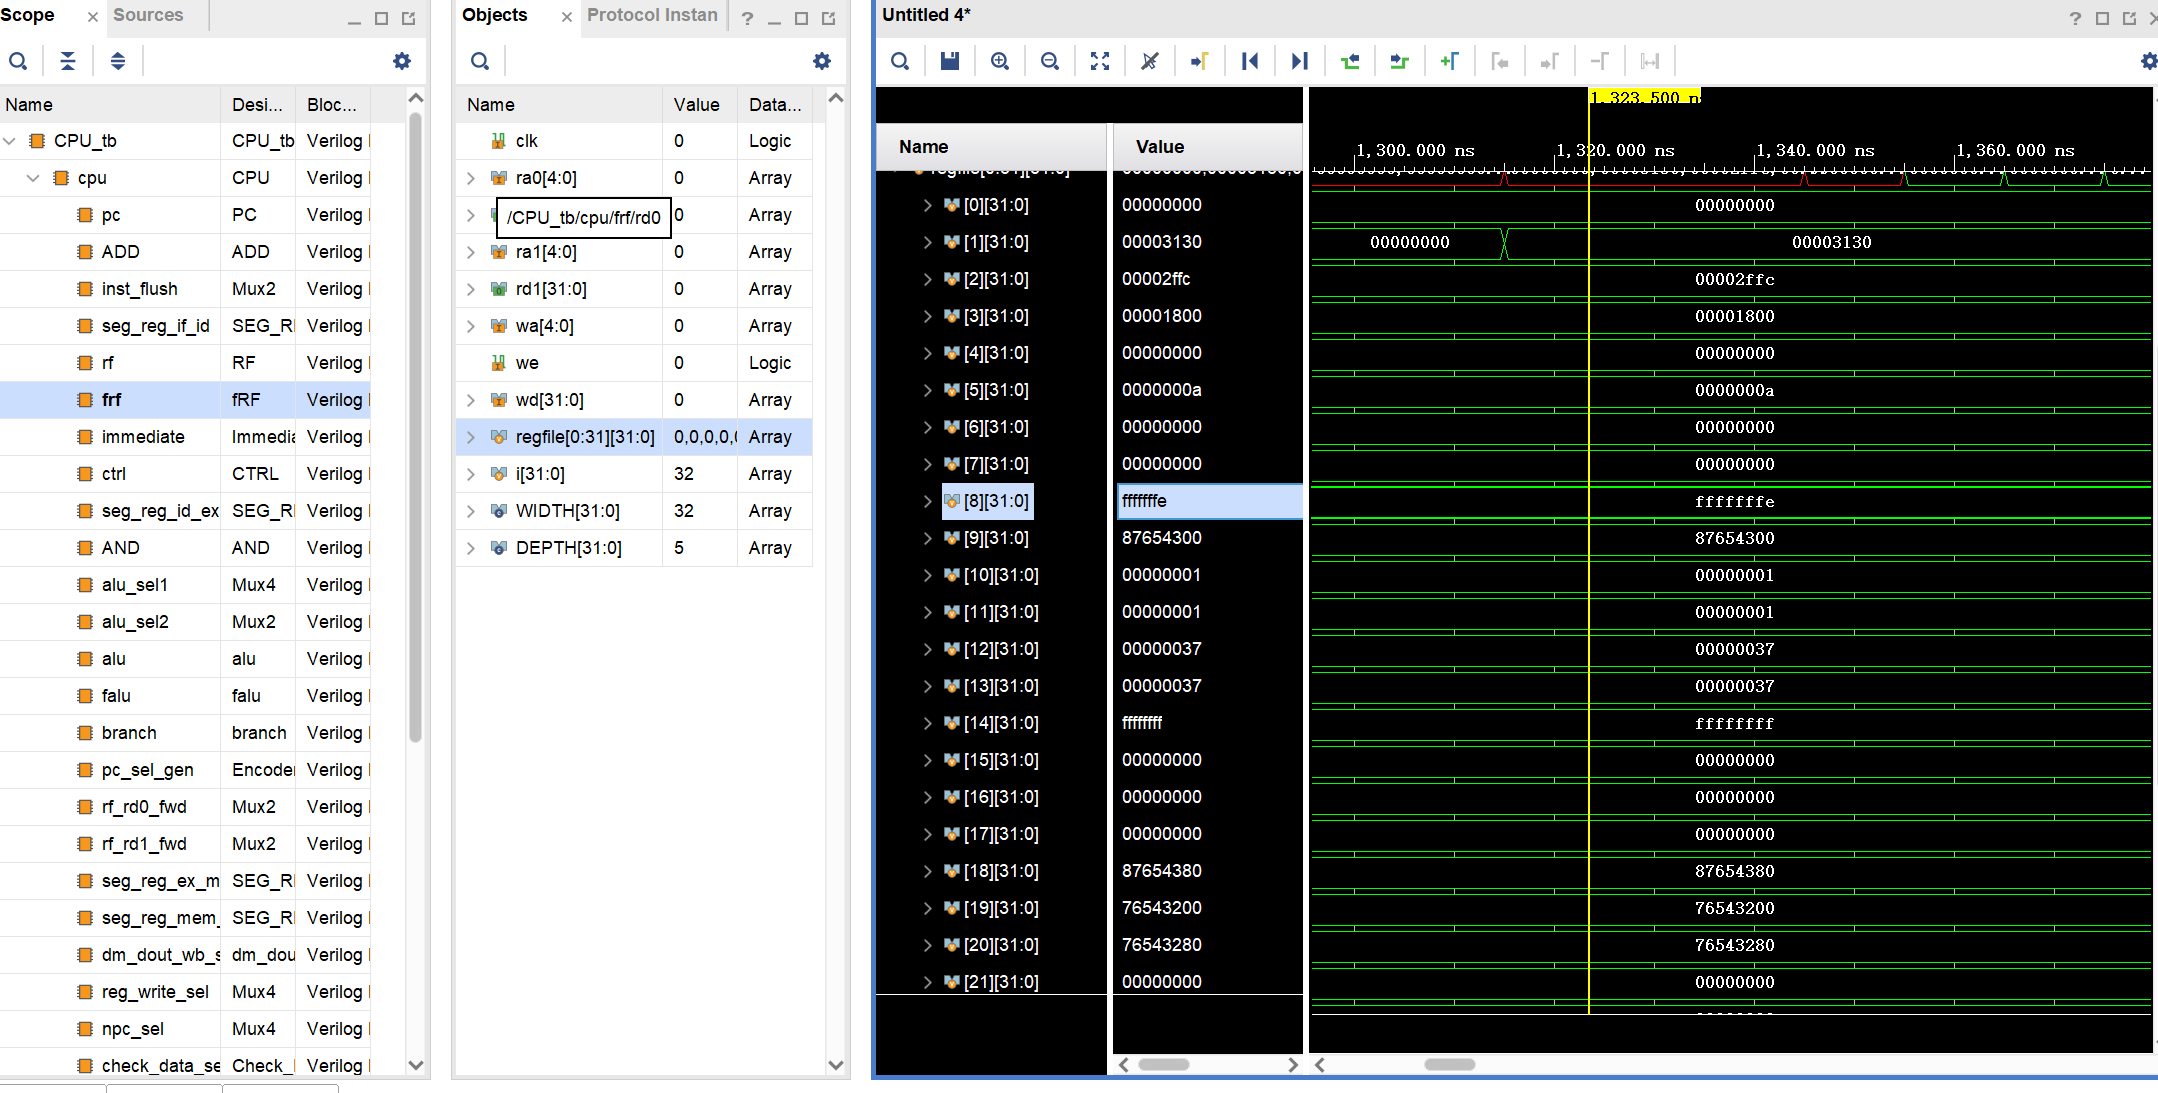 Scope
Sources
Name Desi... Bloc...
CPU_tb CPU_tb Verilog
cpu CPU Verilog
pc PC Verilog
ADD ADD Verilog
inst_flush Mux2 Verilog
seg_reg_if_id SEG_R Verilog
rf RF Verilog
frf fRF Verilog
immediate Immedia Verilog
ctrl CTRL Verilog
seg_reg_id_ex SEG_R Verilog
AND AND Verilog
alu_sel1 Mux4 Verilog
alu_sel2 Mux2 Verilog
alu alu Verilog
falu falu Verilog
branch branch Verilog
pc_sel_gen Encoder Verilog
rf_rd0_fwd Mux2 Verilog
rf_rd1_fwd Mux2 Verilog
seg_reg_ex_m SEG_R Verilog
seg_reg_mem_ SEG_R Verilog
dm_dout_wb_s dm_dou Verilog
reg_write_sel Mux4 Verilog
npc_sel Mux4 Verilog
check_data_se Check_ Verilog
Objects
Protocol Instan
Name Value Data...
clk 0 Logic
ra0[4:0] 0 Array
/CPU_tb/cpu/frf/rd0 0 Array
ra1[4:0] 0 Array
rd1[31:0] 0 Array
wa[4:0] 0 Array
we 0 Logic
wd[31:0] 0 Array
regfile[0:31][31:0] 0,0,0,0,0 Array
i[31:0] 32 Array
WIDTH[31:0] 32 Array
DEPTH[31:0] 5 Array
Untitled 4*
1,323.500 n
Name Value
1,300.000 ns 1,320.000 ns 1,340.000 ns 1,360.000 ns
[0][31:0] 00000000 00000000
[1][31:0] 00003130 00000000 00003130
[2][31:0] 00002ffc 00002ffc
[3][31:0] 00001800 00001800
[4][31:0] 00000000 00000000
[5][31:0] 0000000a 0000000a
[6][31:0] 00000000 00000000
[7][31:0] 00000000 00000000
[8][31:0] fffffffe fffffffe
[9][31:0] 87654300 87654300
[10][31:0] 00000001 00000001
[11][31:0] 00000001 00000001
[12][31:0] 00000037 00000037
[13][31:0] 00000037 00000037
[14][31:0] ffffffff ffffffff
[15][31:0] 00000000 00000000
[16][31:0] 00000000 00000000
[17][31:0] 00000000 00000000
[18][31:0] 87654380 87654380
[19][31:0] 76543200 76543200
[20][31:0] 76543280 76543280
[21][31:0] 00000000 00000000